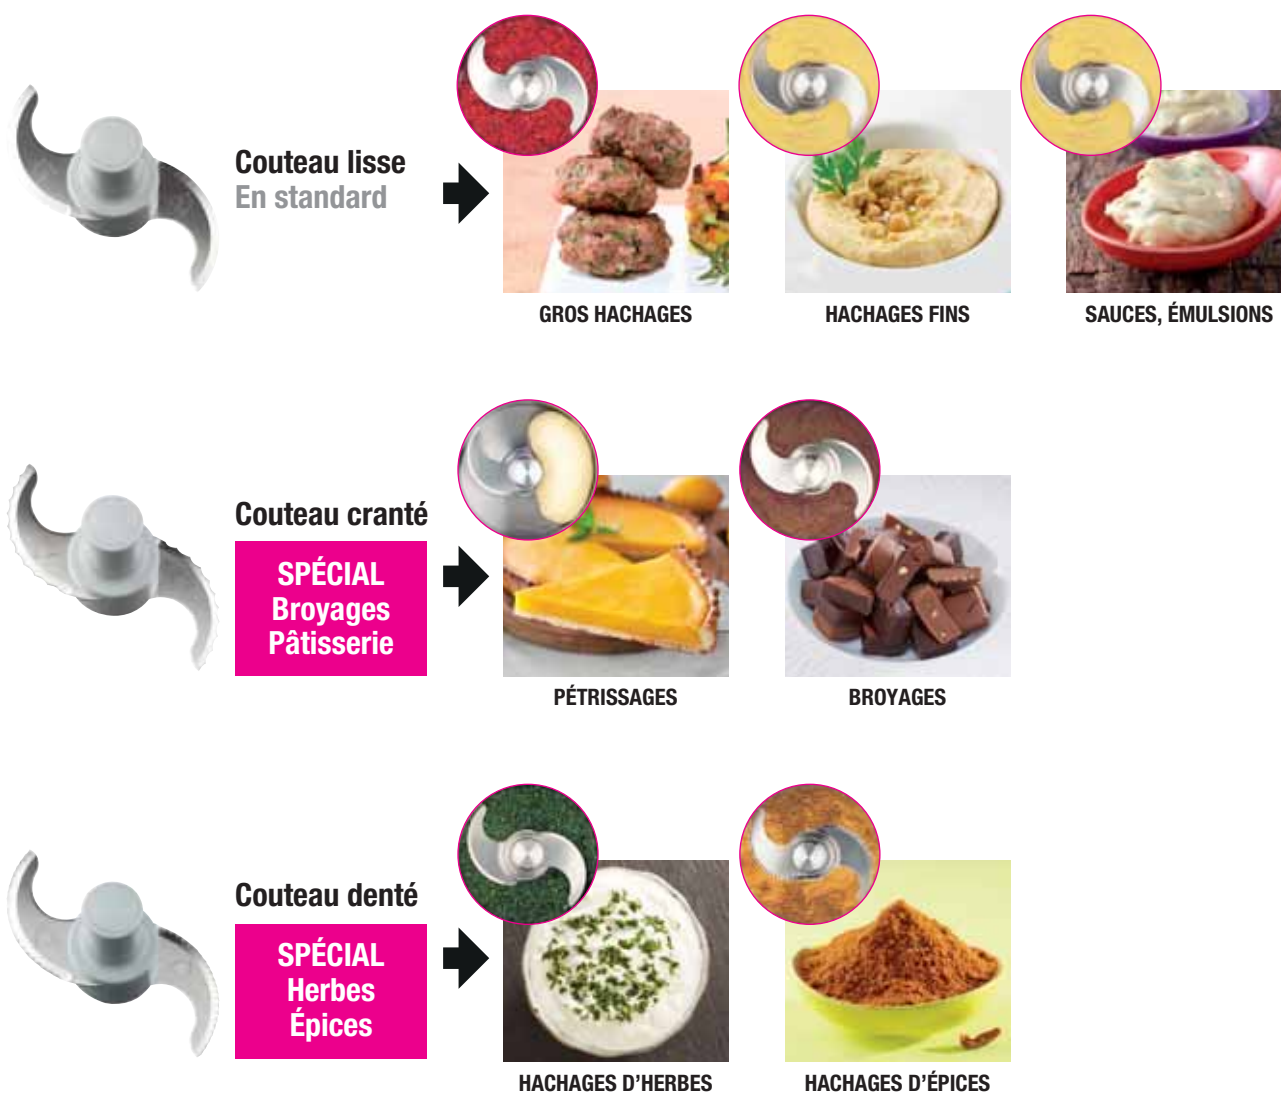 Couteau lisse
En standard
GROS HACHAGES
HACHAGES FINS
SAUCES, ÉMULSIONS
Couteau cranté
SPÉCIAL
Broyages
Pâtisserie
PÉTRISSAGES
BROYAGES
Couteau denté
SPÉCIAL
Herbes
Épices
HACHAGES D'HERBES
HACHAGES D'ÉPICES